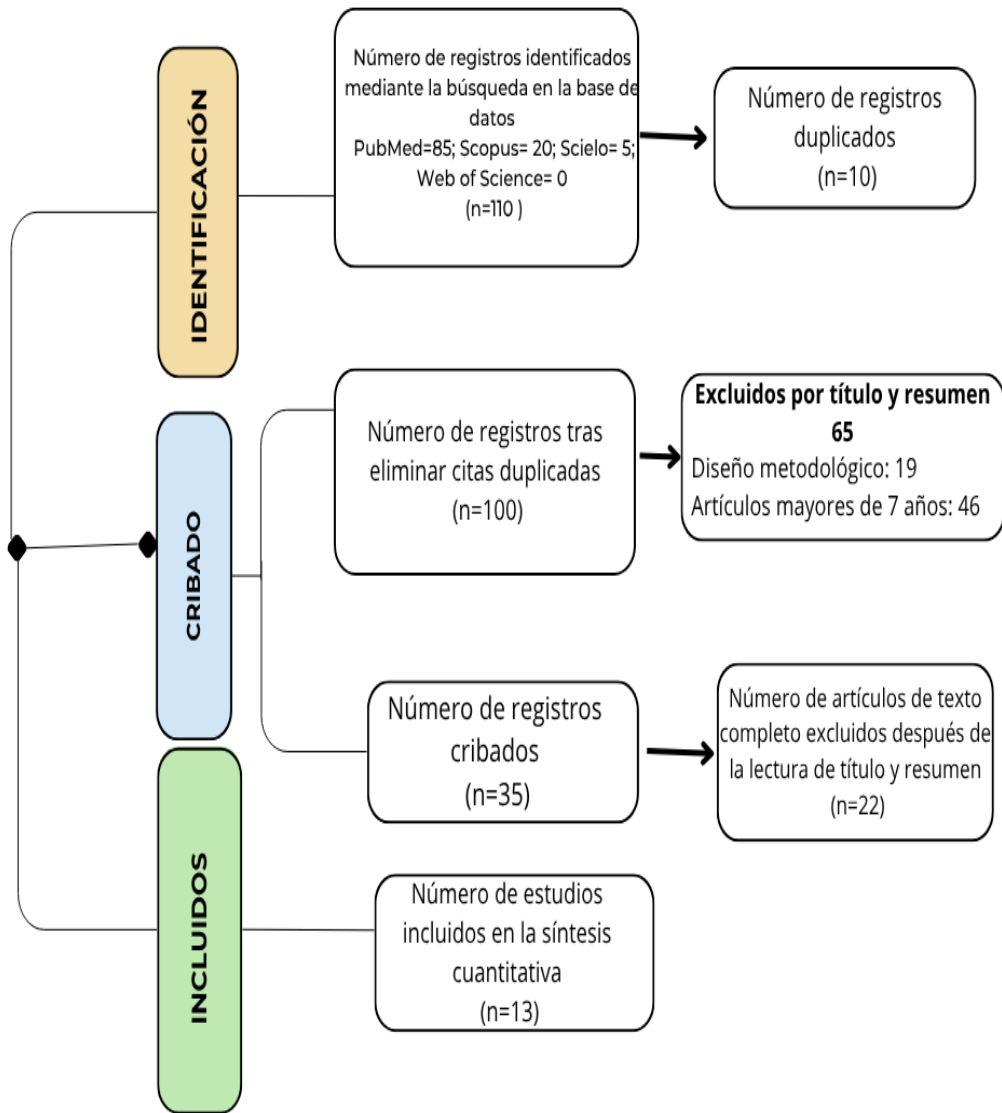 IDENTIFICACIÓN
Número de registros identificados
mediante la búsqueda en la base de
datos
PubMed=85; Scopus= 20; Scielo= 5;
Web of Science= 0
(n=110 )
Número de registros
duplicados
(n=10)
CRIBADO
Número de registros tras
eliminar citas duplicadas
(n=100)
Excluidos por título y resumen
65
Diseño metodológico: 19
Artículos mayores de 7 años: 46
Número de registros
cribados
(n=35)
Número de artículos de texto
completo excluidos después de
la lectura de título y resumen
(n=22)
INCLUIDOS
Número de estudios
incluidos en la síntesis
cuantitativa
(n=13)